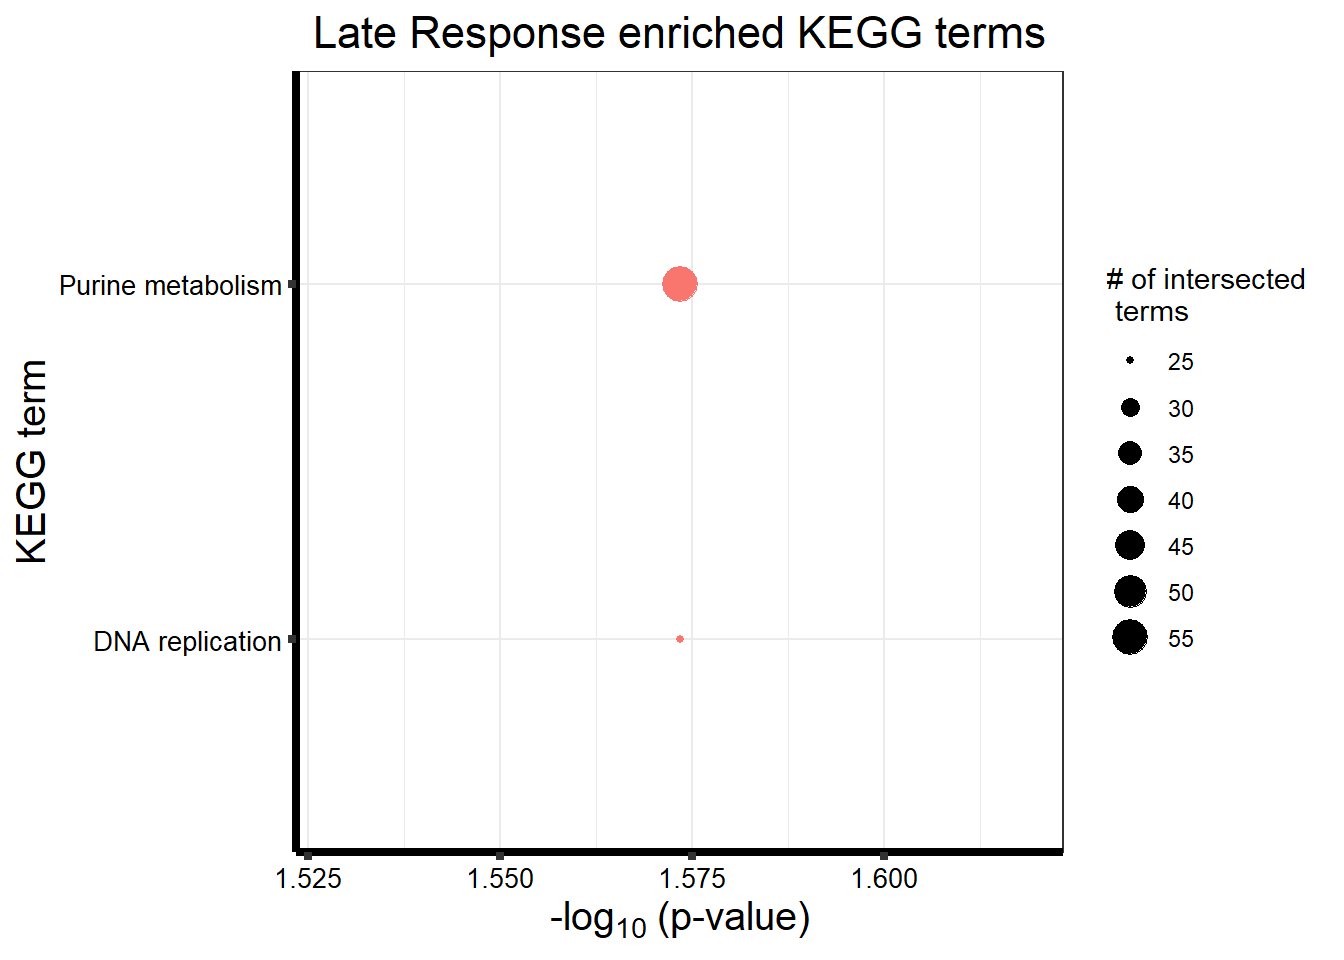 Late Response enriched KEGG terms
KEGG term
Purine metabolism
DNA replication
1.525 1.550 1.575 1.600
-log10 (p-value)
# of intersected
terms
25
30
35
40
45
50
55